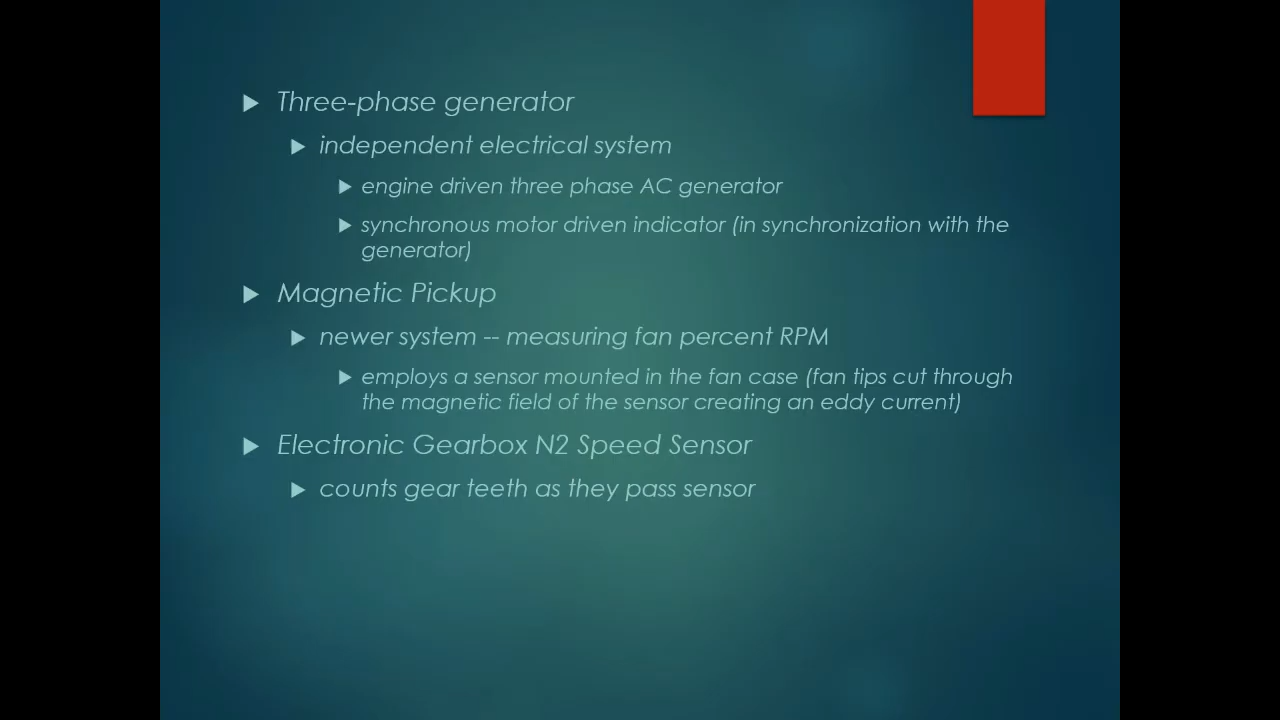 Three-phase generator
independent electrical system
engine driven three phase AC generator
synchronous motor driven indicator (in synchronization with the
generator)
Magnetic Pickup
newer system -- measuring fan percent RPM
employs a sensor mounted in the fan case (fan tips cut through
the magnetic field of the sensor creating an eddy current)
Electronic Gearbox N2 Speed Sensor
counts gear teeth as they pass sensor